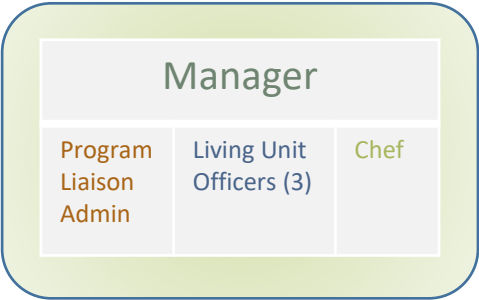 Manager
Program
Liaison
Admin
Living Unit
Officers (3)
Chef